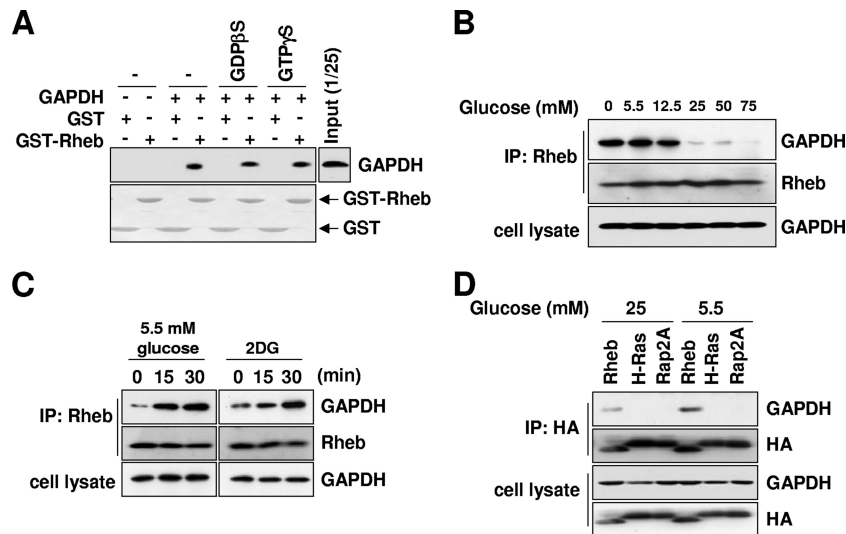 A
- -
GDPβS
GTPγS
Input (1/25)
GAPDH - - + + + + + +
GST + - + - + - + -
GST-Rheb - + - + - + - +
GAPDH
GST-Rheb
GST
B
Glucose (mM) 0 5.5 12.5 25 50 75
IP: Rheb
GAPDH
Rheb
cell lysate GAPDH
C
5.5 mM
glucose 2DG
0 15 30 0 15 30 (min)
IP: Rheb
GAPDH
Rheb
cell lysate GAPDH
D
Glucose (mM) 25 5.5
Rheb
H-Ras
Rap2A
Rheb
H-Ras
Rap2A
IP: HA
GAPDH
HA
cell lysate
GAPDH
HA